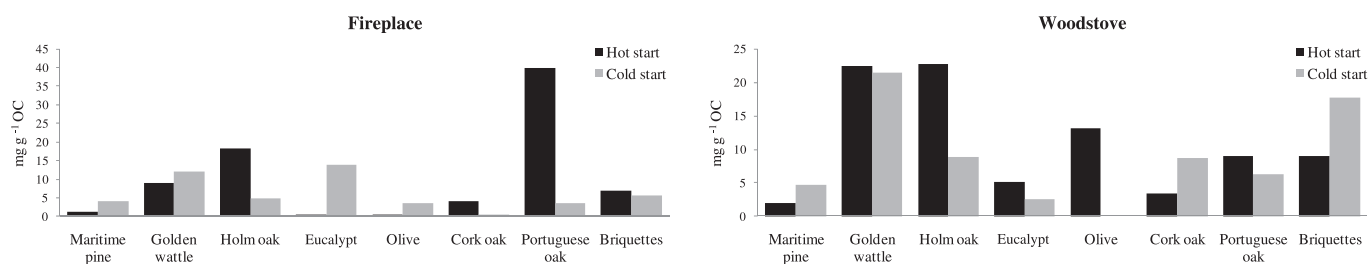 Fireplace
45
40
35
30
25
20
15
10
5
0
mg g⁻¹ OC
Hot start
Cold start
Maritime pine
Golden wattle
Holm oak
Eucalypt
Olive
Cork oak
Portuguese oak
Briquettes
Woodstove
25
20
15
10
5
0
mg g⁻¹ OC
Hot start
Cold start
Maritime pine
Golden wattle
Holm oak
Eucalypt
Olive
Cork oak
Portuguese oak
Briquettes